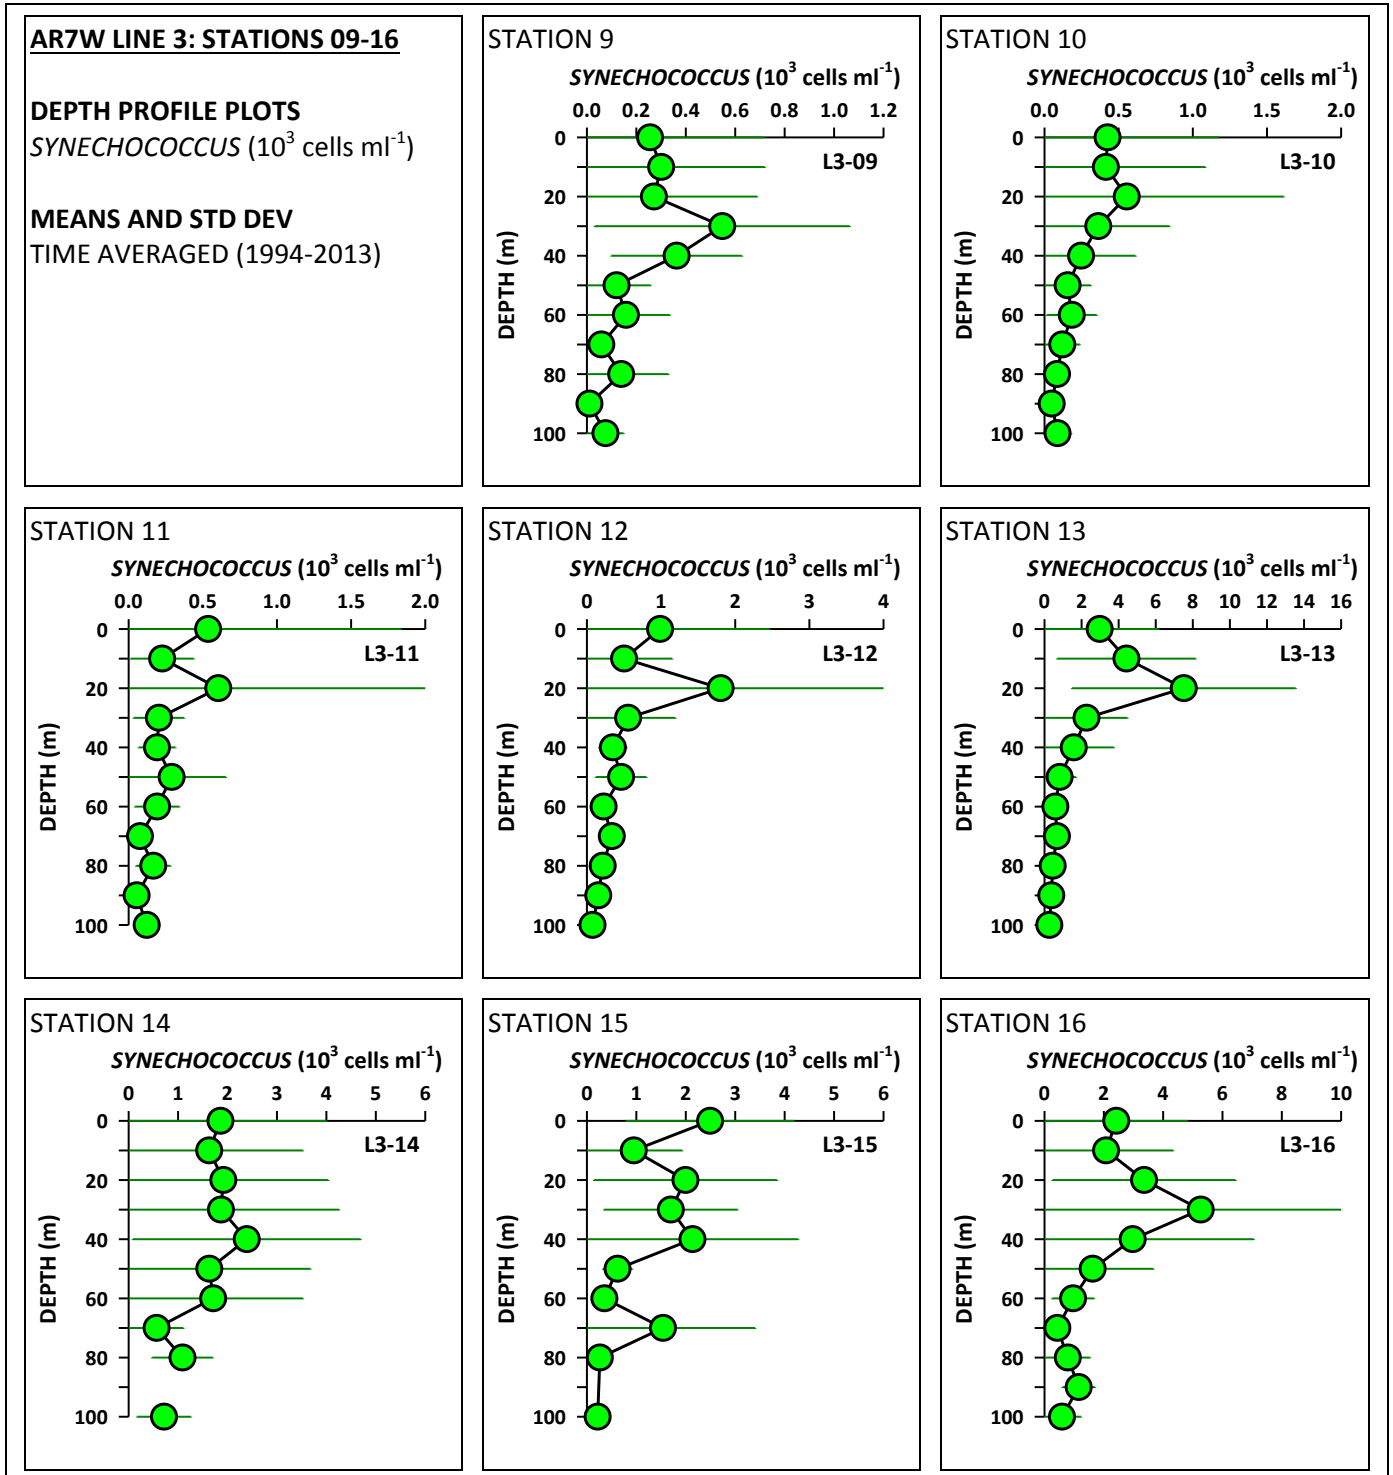 AR7W LINE 3: STATIONS 09-16
DEPTH PROFILE PLOTS
SYNECHOCOCCUS (10³ cells ml⁻¹)
MEANS AND STD DEV
TIME AVERAGED (1994-2013)
STATION 9
SYNECHOCOCCUS (10³ cells ml⁻¹)
0.0 0.2 0.4 0.6 0.8 1.0 1.2
L3-09
DEPTH (m)
0
20
40
60
80
100
STATION 10
SYNECHOCOCCUS (10³ cells ml⁻¹)
0.0 0.5 1.0 1.5 2.0
L3-10
DEPTH (m)
0
20
40
60
80
100
STATION 11
SYNECHOCOCCUS (10³ cells ml⁻¹)
0.0 0.5 1.0 1.5 2.0
L3-11
DEPTH (m)
0
20
40
60
80
100
STATION 12
SYNECHOCOCCUS (10³ cells ml⁻¹)
0 1 2 3 4
L3-12
DEPTH (m)
0
20
40
60
80
100
STATION 13
SYNECHOCOCCUS (10³ cells ml⁻¹)
0 2 4 6 8 10 12 14 16
L3-13
DEPTH (m)
0
20
40
60
80
100
STATION 14
SYNECHOCOCCUS (10³ cells ml⁻¹)
0 1 2 3 4 5 6
L3-14
DEPTH (m)
0
20
40
60
80
100
STATION 15
SYNECHOCOCCUS (10³ cells ml⁻¹)
0 1 2 3 4 5 6
L3-15
DEPTH (m)
0
20
40
60
80
100
STATION 16
SYNECHOCOCCUS (10³ cells ml⁻¹)
0 2 4 6 8 10
L3-16
DEPTH (m)
0
20
40
60
80
100